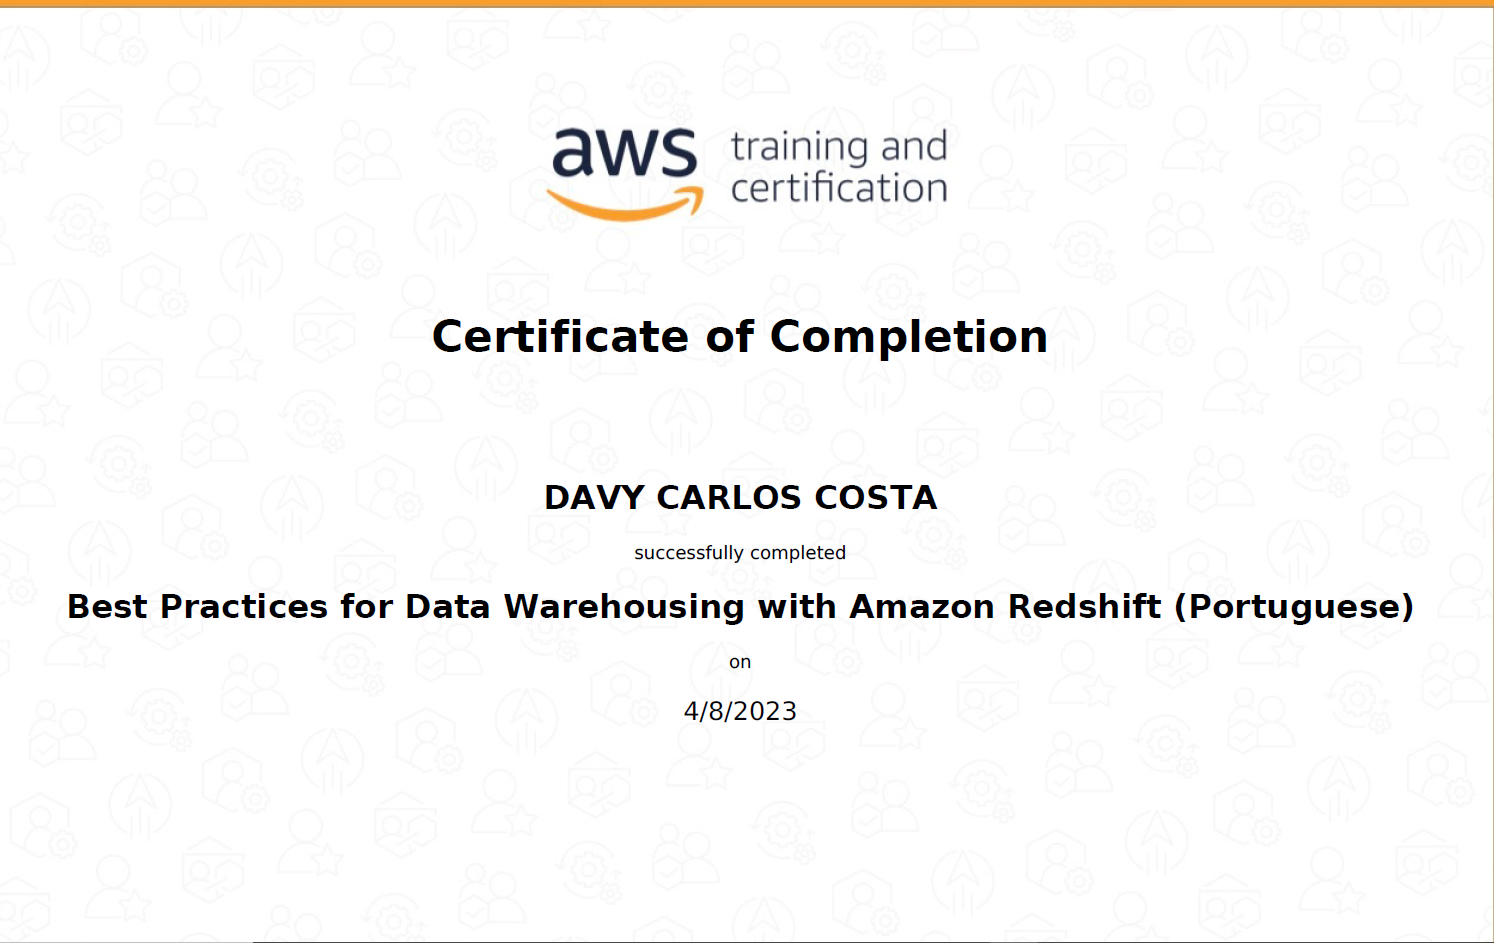 aws training and
certification
Certificate of Completion
DAVY CARLOS COSTA
successfully completed
Best Practices for Data Warehousing with Amazon Redshift (Portuguese)
on
4/8/2023